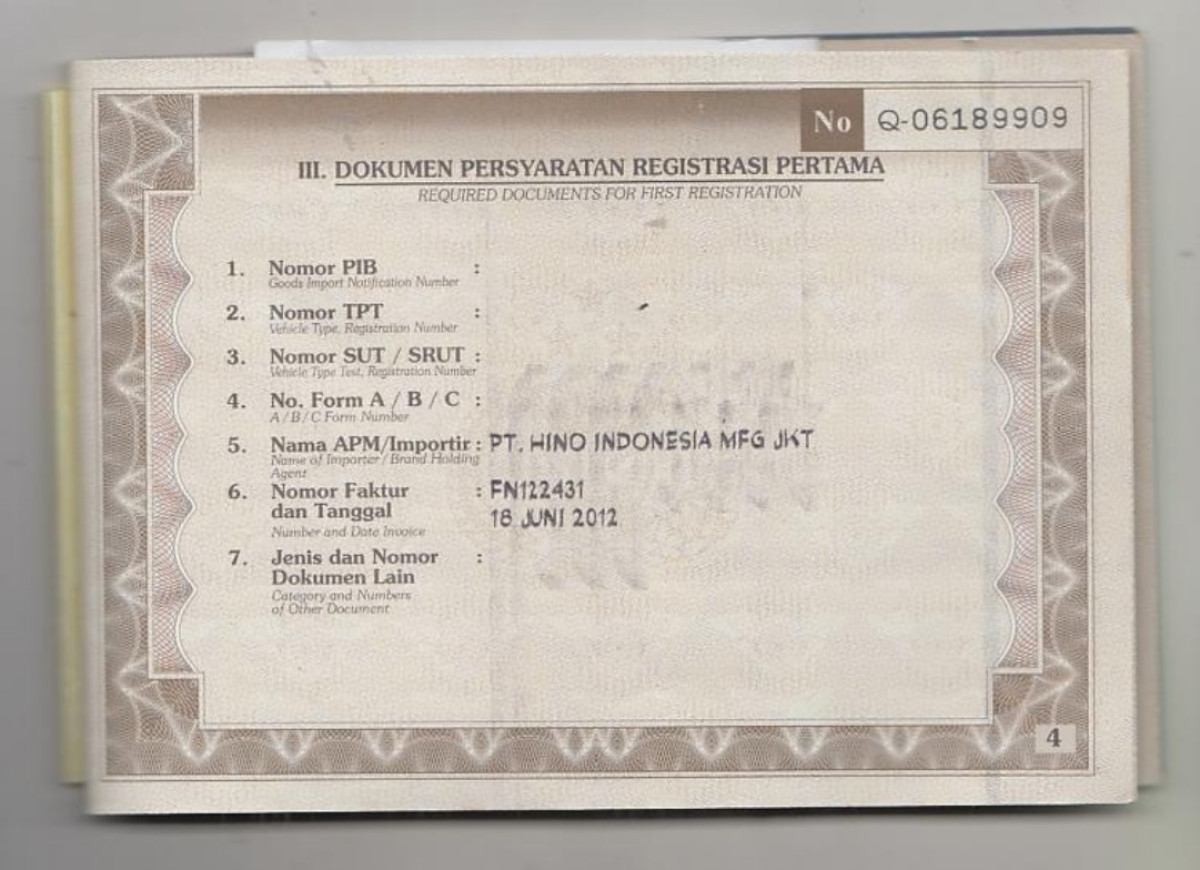 No Q-06189909
III. DOKUMEN PERSYARATAN REGISTRASI PERTAMA
REQUIRED DOCUMENTS FOR FIRST REGISTRATION
1. Nomor PIB :
Goods Import Notification Number
2. Nomor TPT :
Vehicle Type, Registration Number
3. Nomor SUT / SRUT :
Vehicle Type Test, Registration Number
4. No. Form A / B / C :
A / B / C Form Number
5. Nama APM/Importir : PT. HINO INDONESIA MFG JKT
Name of Importer / Brand Holding
Agent
6. Nomor Faktur : FN122431
dan Tanggal 18 JUNI 2012
Number and Date Invoice
7. Jenis dan Nomor :
Dokumen Lain
Category and Numbers
of Other Document
4